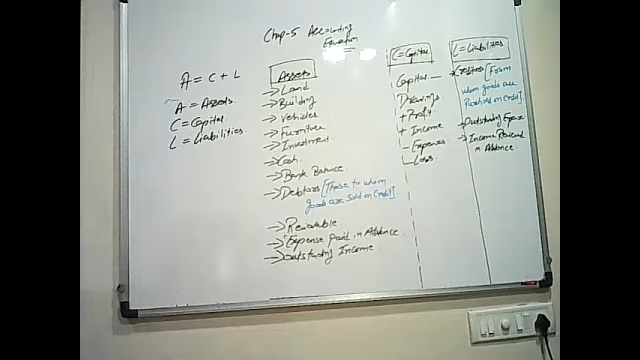 Chap-5 Accounting
Equation
A = C + L
A = Assets.
C = Capital.
L = Liabilities.
Assets
→ Land
→ Building
→ Vehicles
→ Furniture
→ Investment
→ Cash
→ Bank Balance
→ Debtors [Those to whom
goods are sold on Credit].
→ Receivable
→ Expense paid in Advance
→ Outstanding Income
C = Capital
Capital -
Drawings
+ Profit
+ Income
- Expenses
- Loss.
L = Liabilities
→ Creditors [From
whom goods are
on Credit]
→ Outstanding Expense
→ Income Received
in Advance